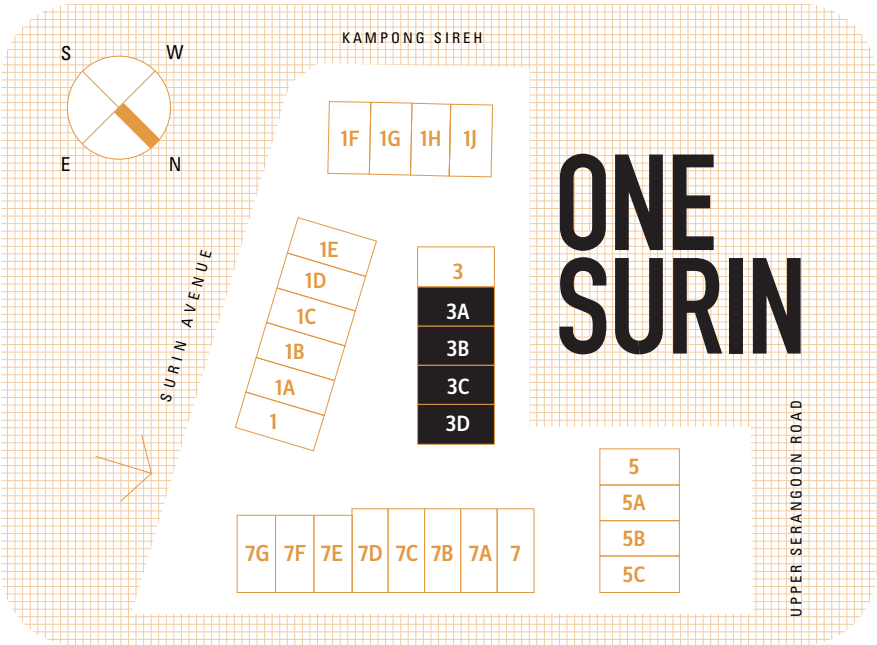 KAMPONG SIREH
S
W
E
N
1F 1G 1H 1J
ONE
SURIN
SURIN AVENUE
1E
1D
1C
1B
1A
1
3
3A
3B
3C
3D
UPPER SERANGOON ROAD
5
5A
5B
5C
7G 7F 7E 7D 7C 7B 7A 7